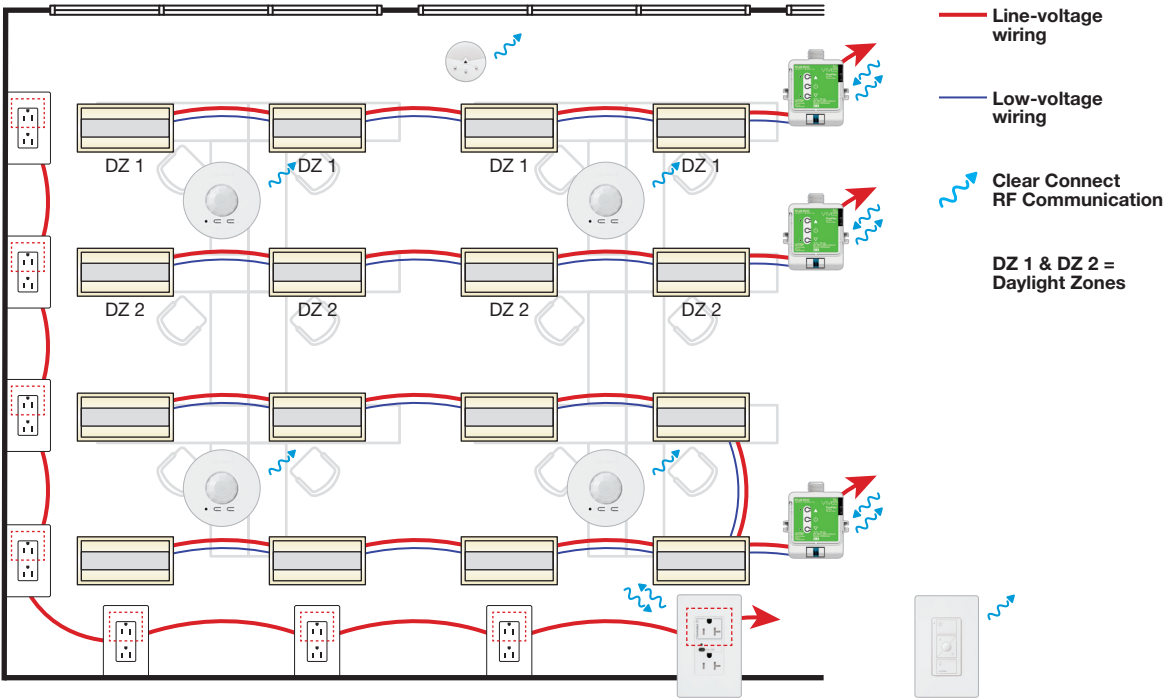 Line-voltage
wiring
Low-voltage
wiring
DZ 1
DZ 1
DZ 1
DZ 1
Clear Connect
RF Communication
DZ 1 & DZ 2 =
Daylight Zones
DZ 2
DZ 2
DZ 2
DZ 2